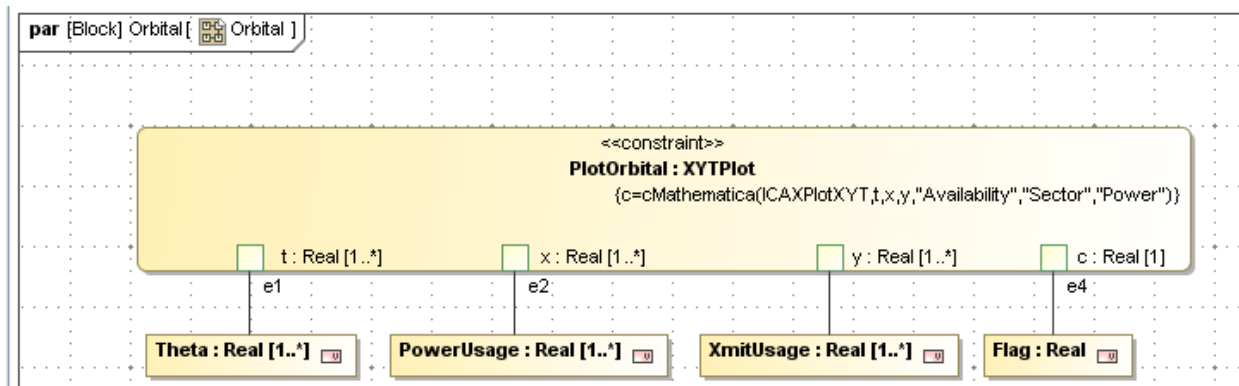 par [Block] Orbital[ Orbital ]
<<constraint>>
PlotOrbital : XYTPlot
{c=cMathematica(ICAXPlotXYT,t,x,y,"Availability","Sector","Power")}
t : Real [1..*]
x : Real [1..*]
y : Real [1..*]
c : Real [1]
e1
e2
e4
Theta : Real [1..*]
PowerUsage : Real [1..*]
XmitUsage : Real [1..*]
Flag : Real